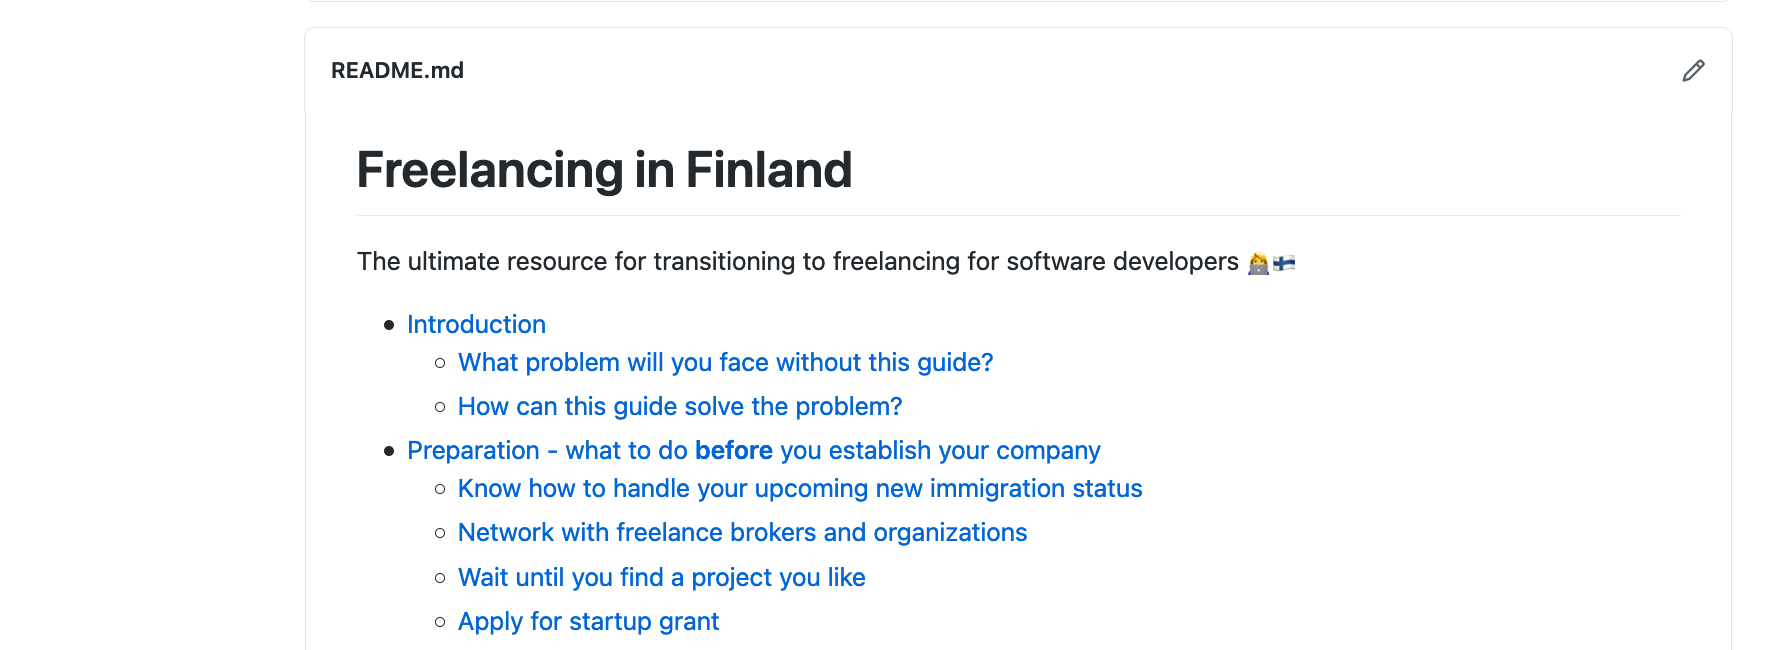 README.md
Freelancing in Finland
The ultimate resource for transitioning to freelancing for software developers 🧑‍💻🇫🇮
Introduction
What problem will you face without this guide?
How can this guide solve the problem?
Preparation - what to do before you establish your company
Know how to handle your upcoming new immigration status
Network with freelance brokers and organizations
Wait until you find a project you like
Apply for startup grant